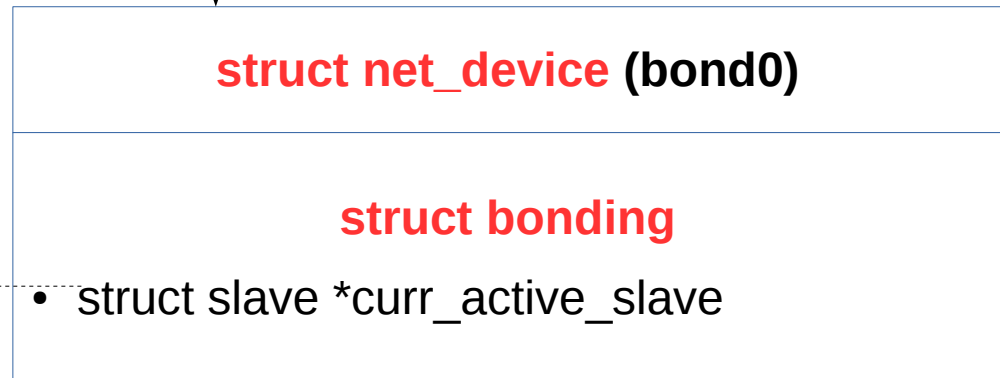 struct net_device (bond0)
struct bonding
• struct slave *curr_active_slave